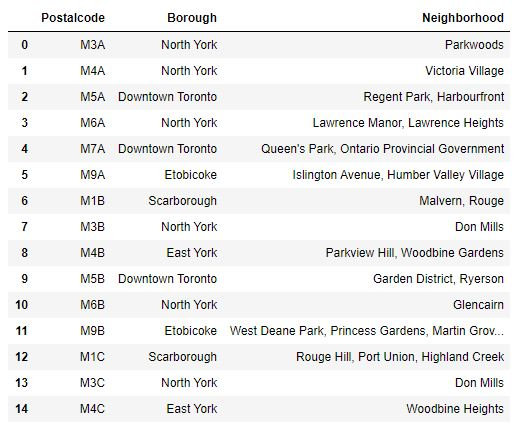 Postalcode Borough Neighborhood
0 M3A North York Parkwoods
1 M4A North York Victoria Village
2 M5A Downtown Toronto Regent Park, Harbourfront
3 M6A North York Lawrence Manor, Lawrence Heights
4 M7A Downtown Toronto Queen's Park, Ontario Provincial Government
5 M9A Etobicoke Islington Avenue, Humber Valley Village
6 M1B Scarborough Malvern, Rouge
7 M3B North York Don Mills
8 M4B East York Parkview Hill, Woodbine Gardens
9 M5B Downtown Toronto Garden District, Ryerson
10 M6B North York Glencairn
11 M9B Etobicoke West Deane Park, Princess Gardens, Martin Grov...
12 M1C Scarborough Rouge Hill, Port Union, Highland Creek
13 M3C North York Don Mills
14 M4C East York Woodbine Heights